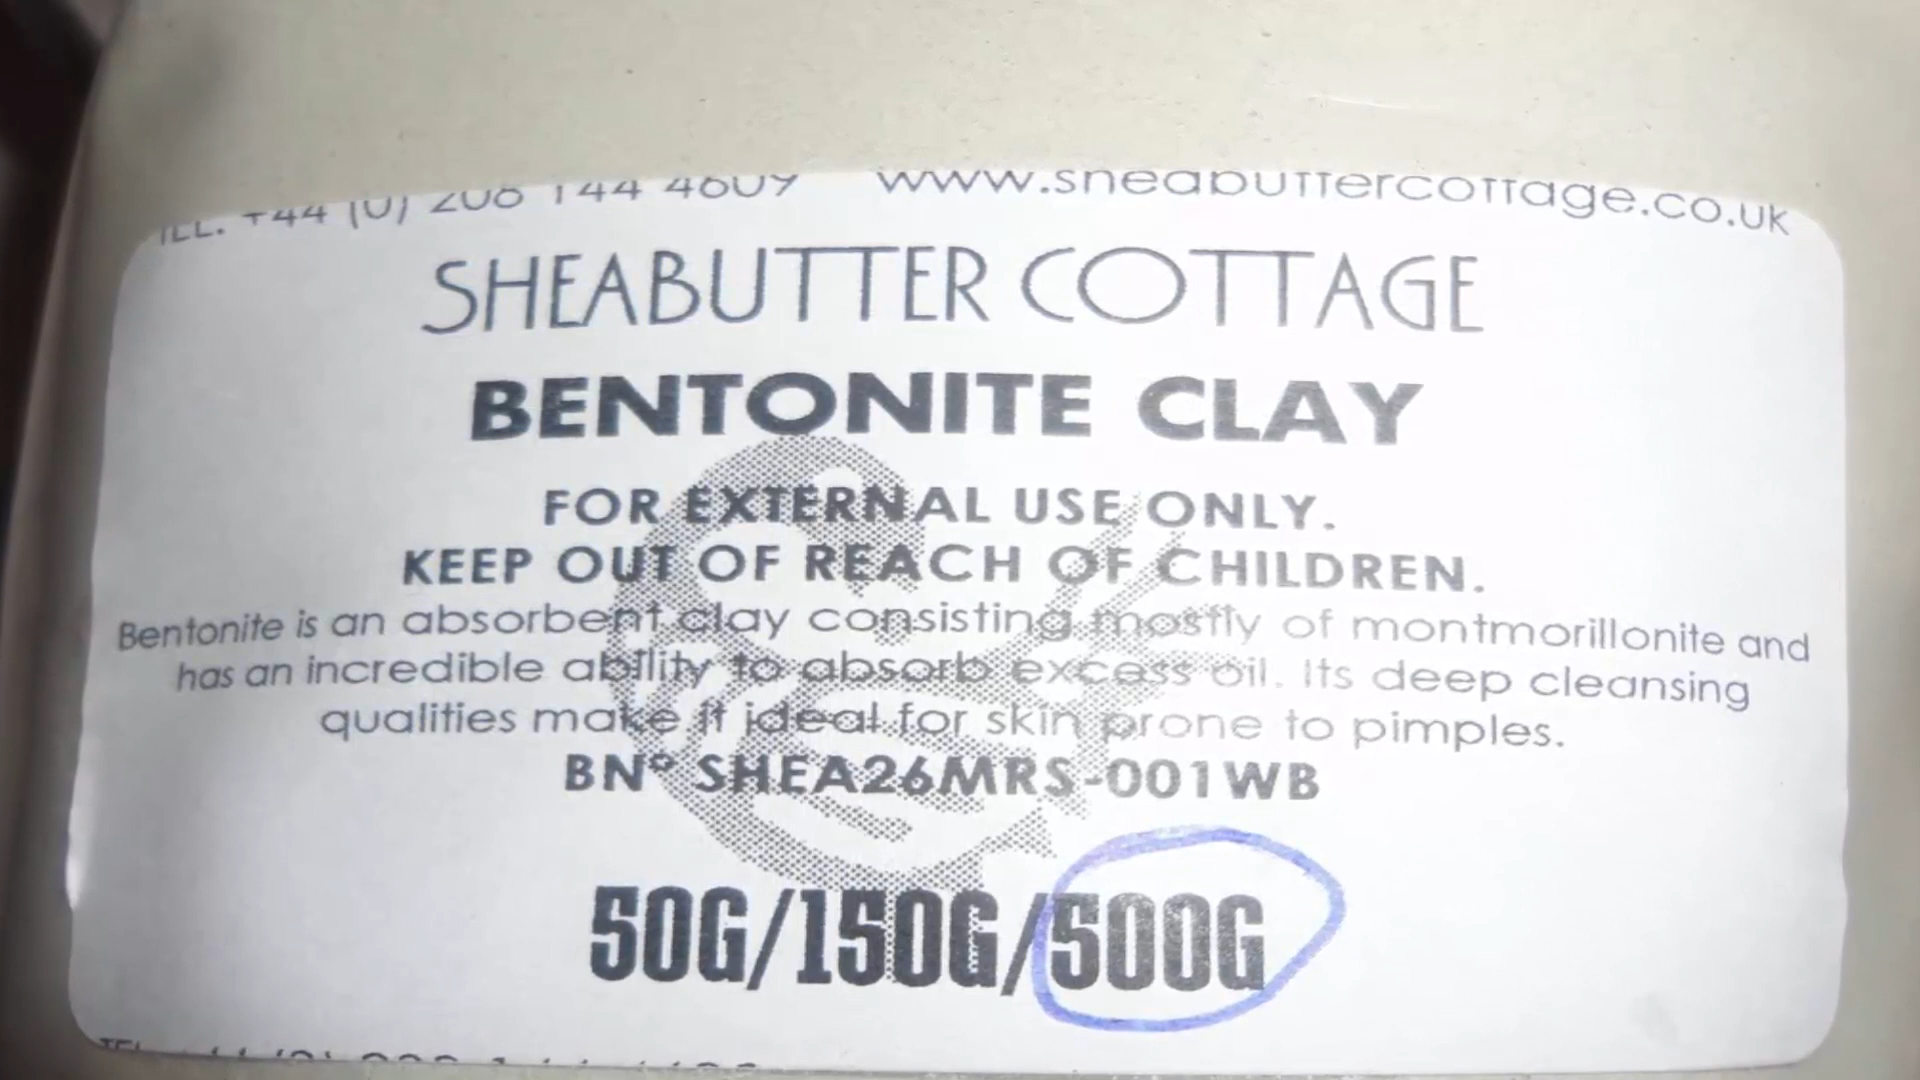 TEL. +44 (0) 208 144 4609 www.sheabuttercottage.co.uk
SHEABUTTER COTTAGE
BENTONITE CLAY
FOR EXTERNAL USE ONLY.
KEEP OUT OF REACH OF CHILDREN.
Bentonite is an absorbent clay consisting mostly of montmorillonite and
has an incredible ability to absorb excess oil. Its deep cleansing
qualities make it ideal for skin prone to pimples.
BNº SHEA26MRS-001WB
50G/150G/500G